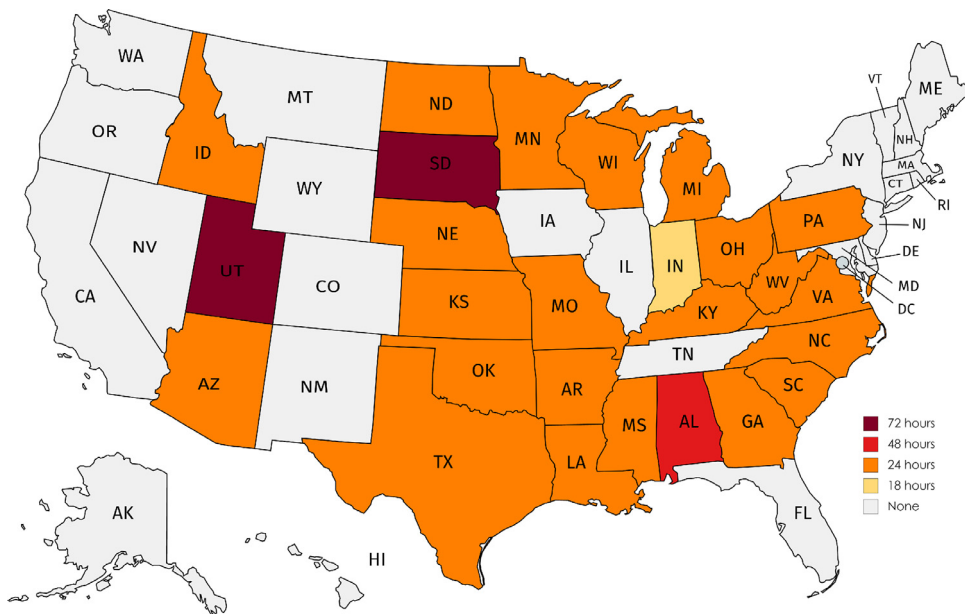 WA
MT
ND
MN
VT
ME
OR
ID
SD
WI
MI
NY
NH
MA
CT
RI
WY
NE
IA
PA
NJ
NV
UT
CO
IL
IN
OH
DE
CA
KS
MO
WV
VA
MD
KY
DC
AZ
NM
OK
AR
TN
NC
SC
TX
LA
MS
AL
GA
72 hours
48 hours
24 hours
18 hours
None
AK
HI
FL